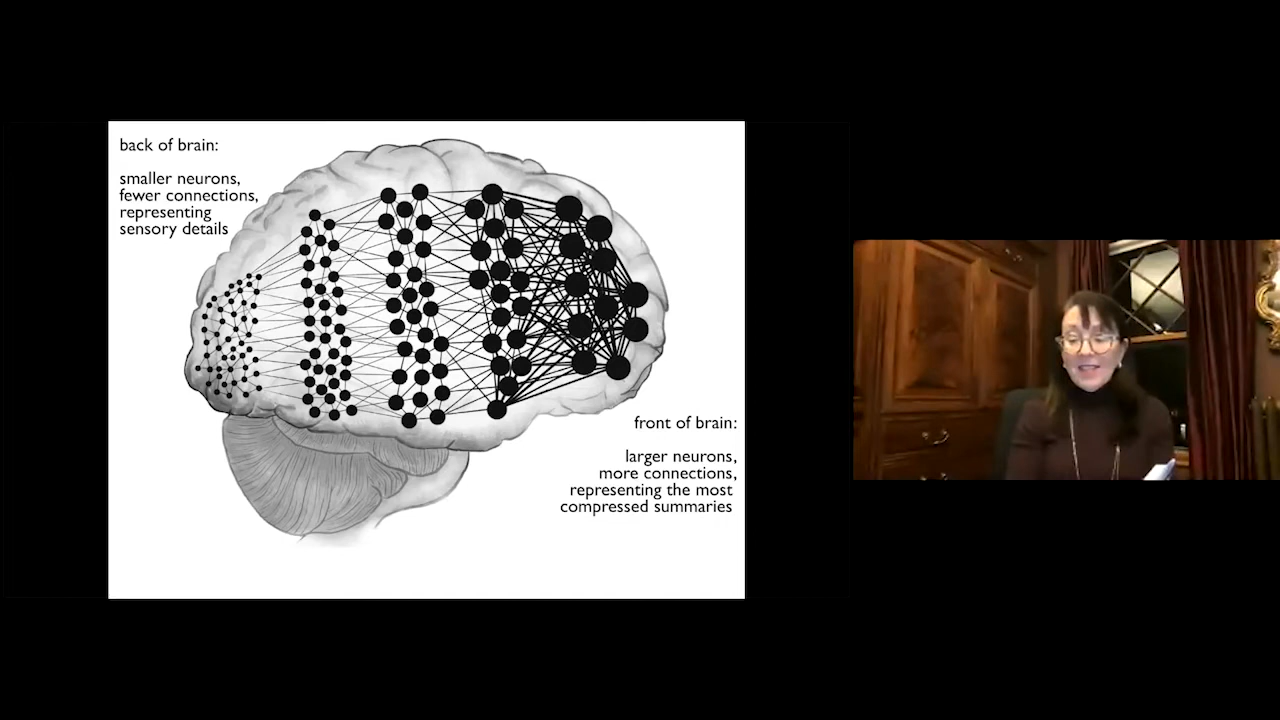 back of brain:
smaller neurons,
fewer connections,
representing
sensory details
front of brain:
larger neurons,
more connections,
representing the most
compressed summaries